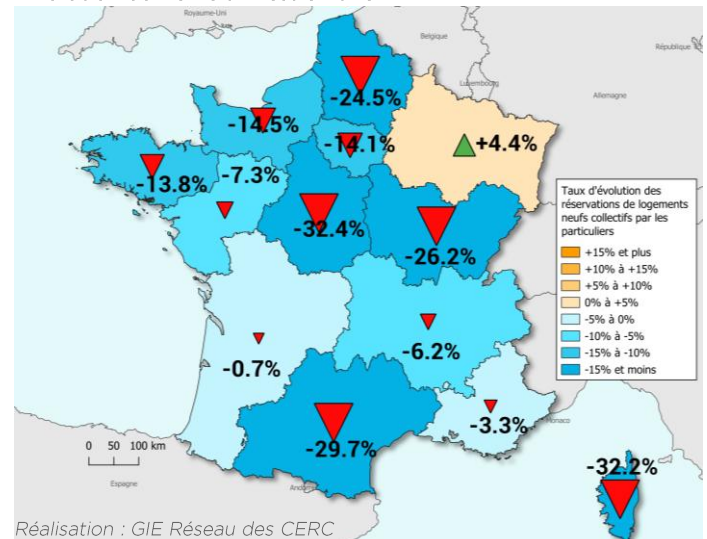 Royaume-Uni
Belgique
République
Luxembourg
Allemagne
-24.5%
-14.5%
-14.1%
+4.4%
-13.8%
-7.3%
-32.4%
-26.2%
-0.7%
-6.2%
-29.7%
-3.3%
-32.2%
Monaco
Espagne
0 50 100 km
Taux d'évolution des
réservations de logements
neufs collectifs par les
particuliers
+15% et plus
+10% à +15%
+5% à +10%
0% à +5%
-5% à 0%
-10% à -5%
-15% à -10%
-15% et moins
Réalisation : GIE Réseau des CERC